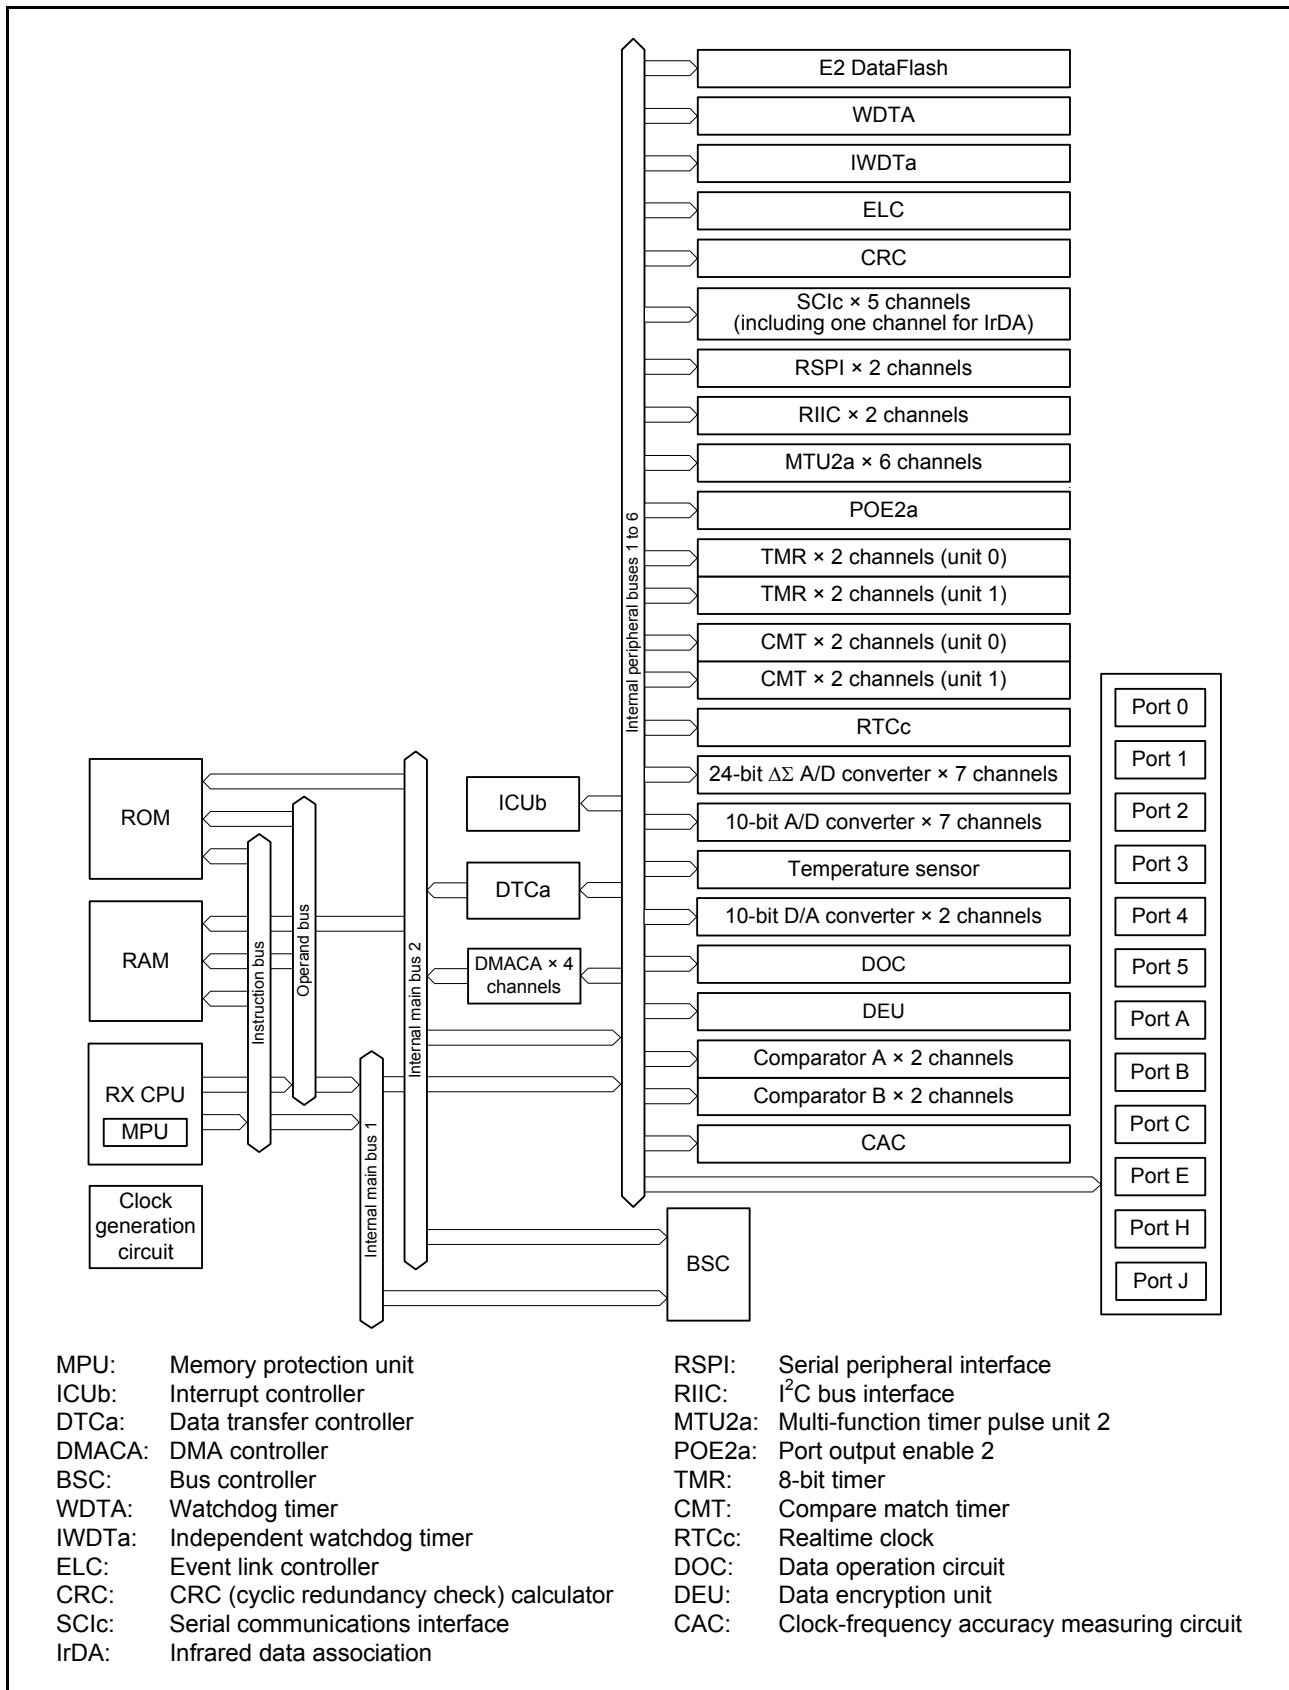 E2 DataFlash
WDTA
IWDTa
ELC
CRC
SCIc × 5 channels
(including one channel for IrDA)
RSPI × 2 channels
RIIC × 2 channels
MTU2a × 6 channels
POE2a
TMR × 2 channels (unit 0)
TMR × 2 channels (unit 1)
CMT × 2 channels (unit 0)
CMT × 2 channels (unit 1)
RTCc
24-bit ΔΣ A/D converter × 7 channels
10-bit A/D converter × 7 channels
Temperature sensor
10-bit D/A converter × 2 channels
DOC
DEU
Comparator A × 2 channels
Comparator B × 2 channels
CAC
Internal peripheral buses 1 to 6
Port 0
Port 1
Port 2
Port 3
Port 4
Port 5
Port A
Port B
Port C
Port E
Port H
Port J
ROM
RAM
RX CPU
MPU
Clock
generation
circuit
Instruction bus
Operand bus
Internal main bus 1
Internal main bus 2
ICUb
DTCa
DMACA × 4
channels
BSC
MPU: Memory protection unit
ICUb: Interrupt controller
DTCa: Data transfer controller
DMACA: DMA controller
BSC: Bus controller
WDTA: Watchdog timer
IWDTa: Independent watchdog timer
ELC: Event link controller
CRC: CRC (cyclic redundancy check) calculator
SCIc: Serial communications interface
IrDA: Infrared data association
RSPI: Serial peripheral interface
RIIC: I²C bus interface
MTU2a: Multi-function timer pulse unit 2
POE2a: Port output enable 2
TMR: 8-bit timer
CMT: Compare match timer
RTCc: Realtime clock
DOC: Data operation circuit
DEU: Data encryption unit
CAC: Clock-frequency accuracy measuring circuit